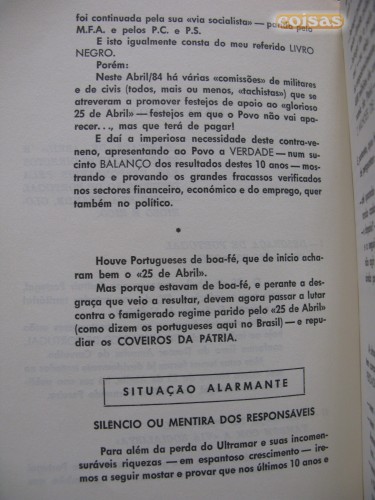 coisas
foi continuada pela sua «via socialista» — partida pelo
M.F.A. e pelos P.C. e P.S.
E isto igualmente consta do meu referido LIVRO
NEGRO.
Porém:
Neste Abril/84 há várias «comissões» de militares
e de civis (todos, mais ou menos, «tachistas») que se
atreveram a promover festejos de apoio ao «glorioso
25 de Abril» — festejos em que o Povo não vai apa-
recer..., mas que terá de pagar!
E daí a imperiosa necessidade deste contra-ve-
neno, apresentando ao Povo a VERDADE — num su-
cinto BALANÇO dos resultados destes 10 anos — mos-
trando e provando os grandes fracassos verificados
nos sectores financeiro, económico e do emprego, quer
também no político.
*
Houve Portugueses de boa-fé, que de início acha-
ram bem o «25 de Abril».
Mas porque estavam de boa-fé, e perante a des-
graça que veio a resultar, devem agora passar a lutar
contra o famigerado regime parido pelo «25 de Abril»
(como dizem os portugueses aqui no Brasil) — e repu-
diar os COVEIROS DA PÁTRIA.
SITUAÇÃO ALARMANTE
SILENCIO OU MENTIRA DOS RESPONSÁVEIS
Para além da perda do Ultramar e suas incomen-
suráveis riquezas — em espantoso crescimento — ire-
mos a seguir mostrar e provar que nos últimos 10 anos e